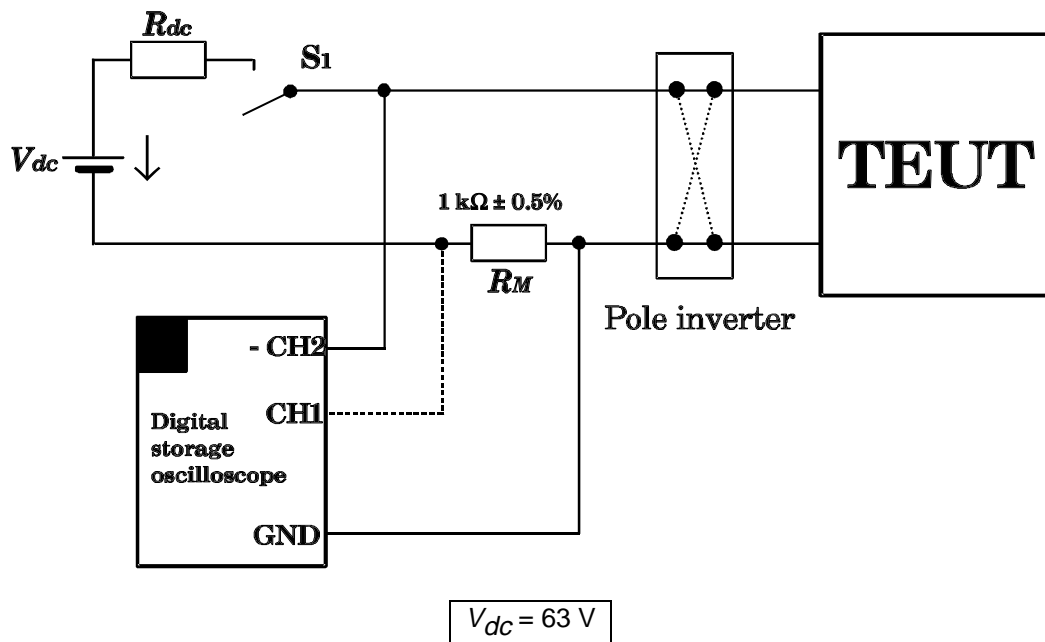 Rdc
S1
Vdc
TEUT
1 kΩ ± 0.5%
RM
Pole inverter
- CH2
CH1
Digital
storage
oscilloscope
GND
Vdc = 63 V